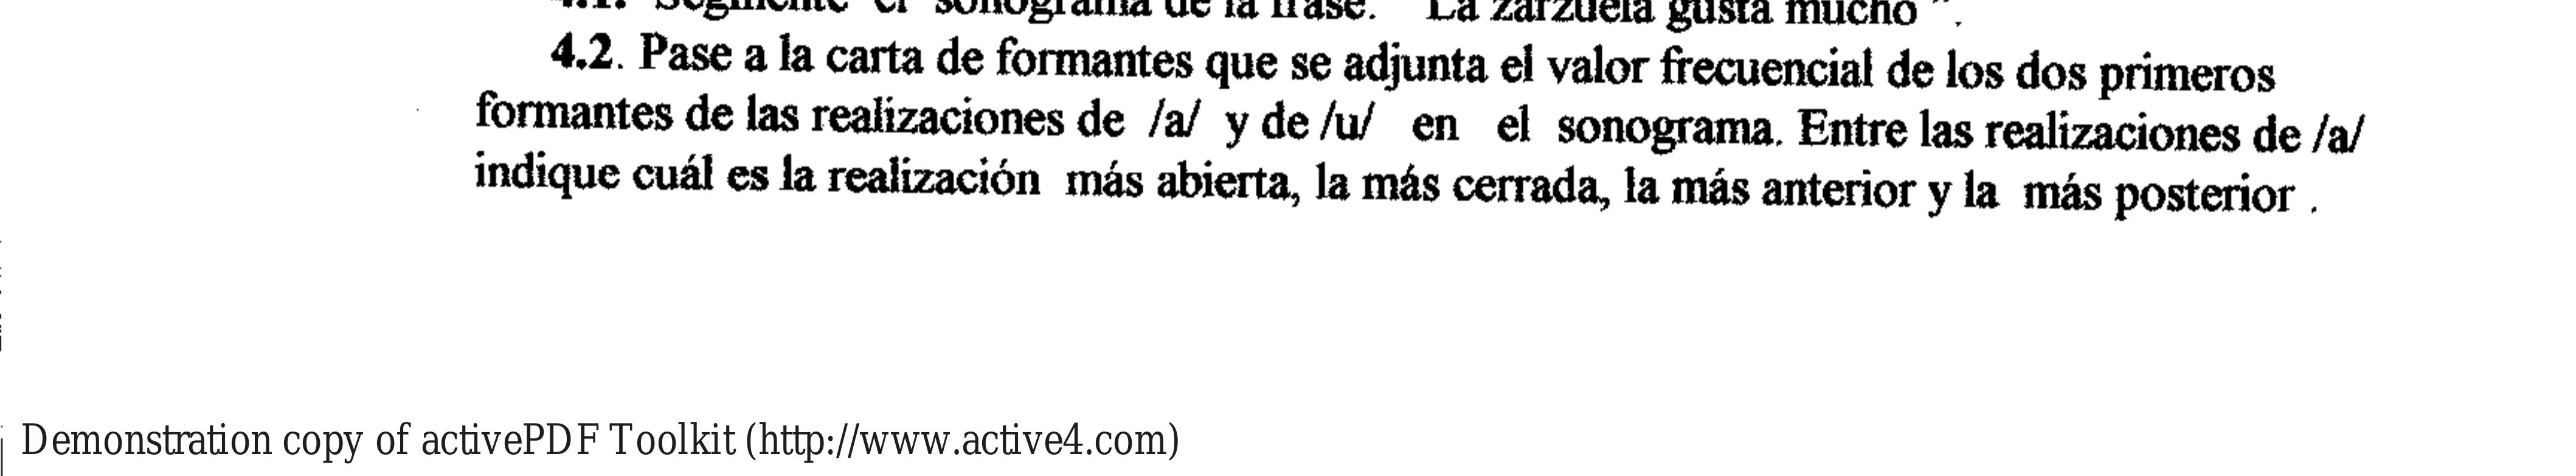 4.1. Segmente el sonograma de la frase: "La zarzuela gusta mucho".
4.2. Pase a la carta de formantes que se adjunta el valor frecuencial de los dos primeros
formantes de las realizaciones de /a/ y de /u/ en el sonograma. Entre las realizaciones de /a/
indique cuál es la realización más abierta, la más cerrada, la más anterior y la más posterior .
Demonstration copy of activePDF Toolkit (http://www.active4.com)